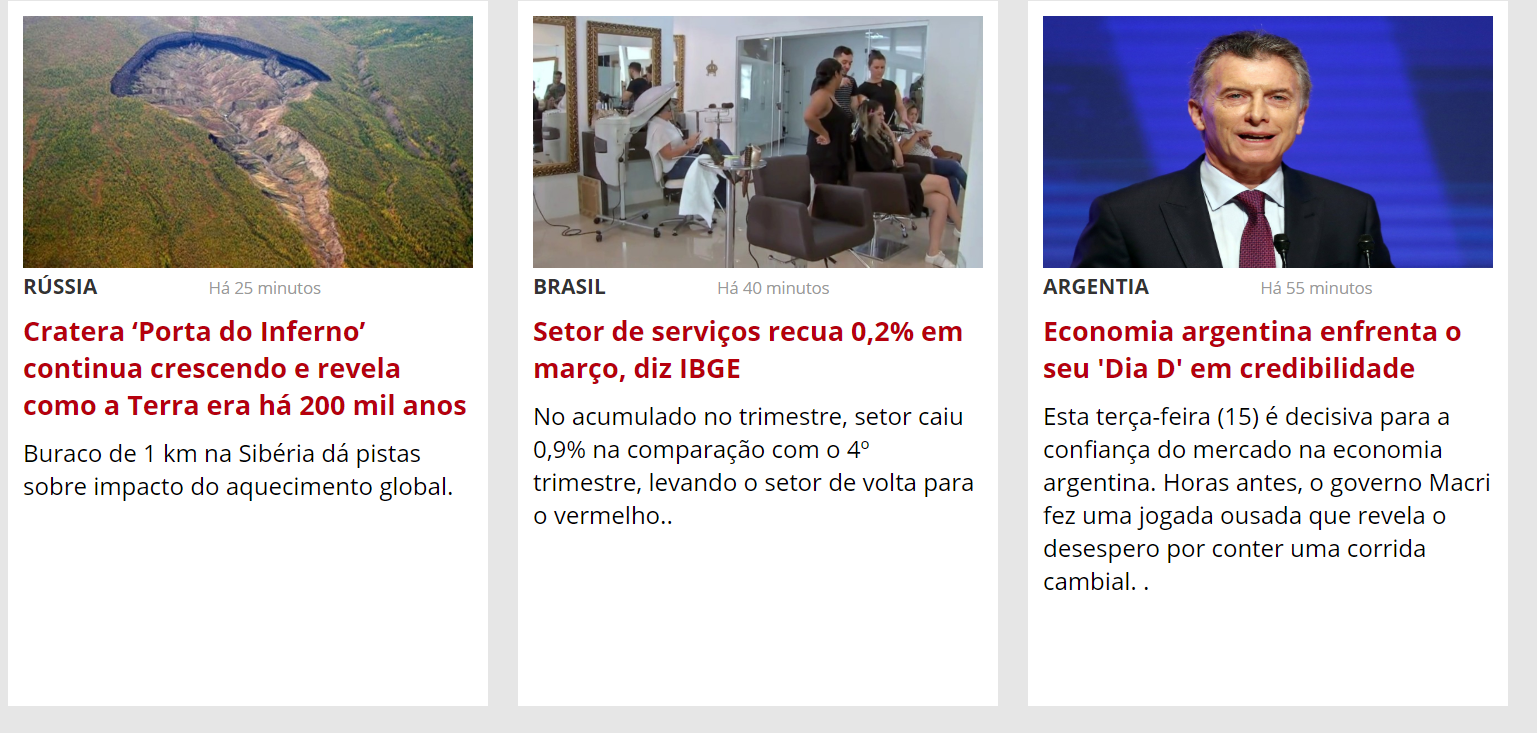 RÚSSIA Há 25 minutos
Cratera ‘Porta do Inferno’
continua crescendo e revela
como a Terra era há 200 mil anos
Buraco de 1 km na Sibéria dá pistas
sobre impacto do aquecimento global.
BRASIL Há 40 minutos
Setor de serviços recua 0,2% em
março, diz IBGE
No acumulado no trimestre, setor caiu
0,9% na comparação com o 4º
trimestre, levando o setor de volta para
o vermelho..
ARGENTIA Há 55 minutos
Economia argentina enfrenta o
seu 'Dia D' em credibilidade
Esta terça-feira (15) é decisiva para a
confiança do mercado na economia
argentina. Horas antes, o governo Macri
fez uma jogada ousada que revela o
desespero por conter uma corrida
cambial. .